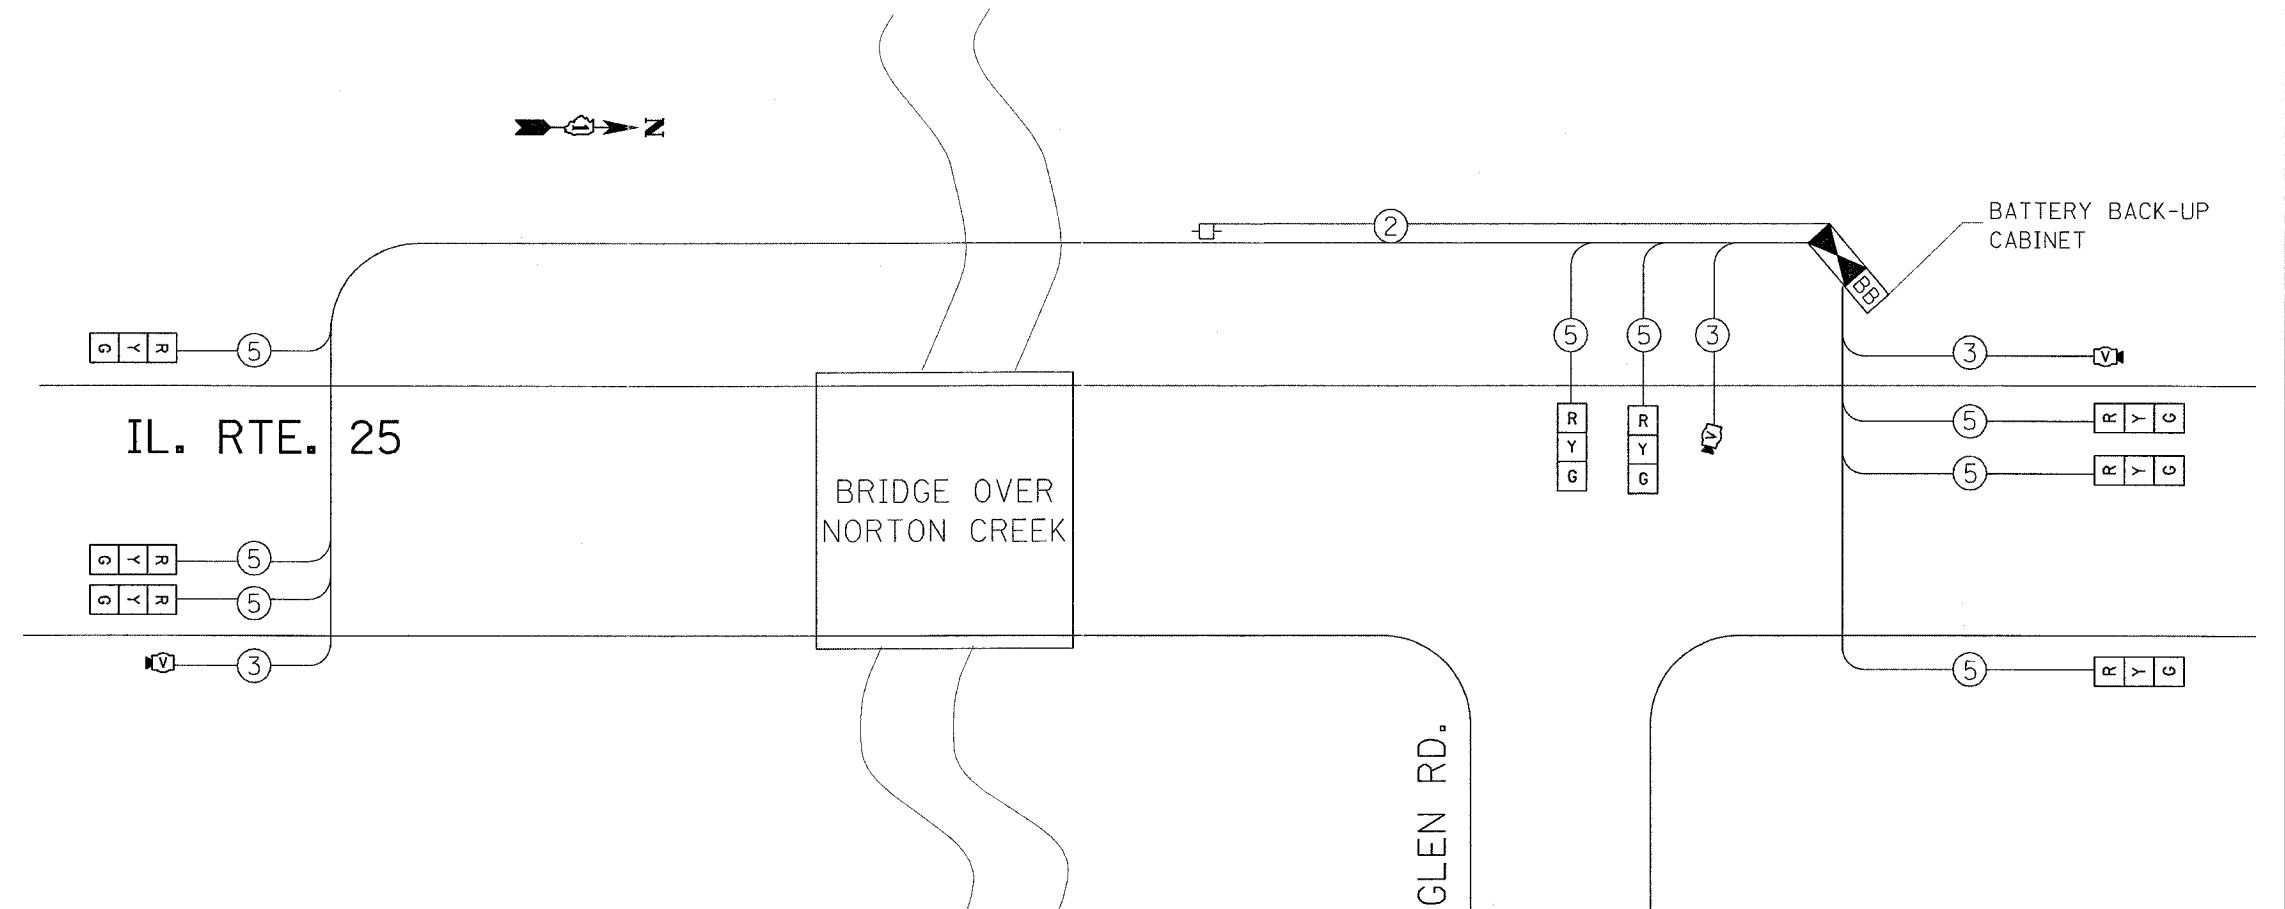 N
2
BATTERY BACK-UP
CABINET
BB
R Y G
5
5
5
3
3
V
IL. RTE. 25
R
Y
G
R
Y
G
V
5
R Y G
5
R Y G
BRIDGE OVER
NORTON CREEK
R Y G
5
R Y G
5
V
3
5
R Y G
GLEN RD.